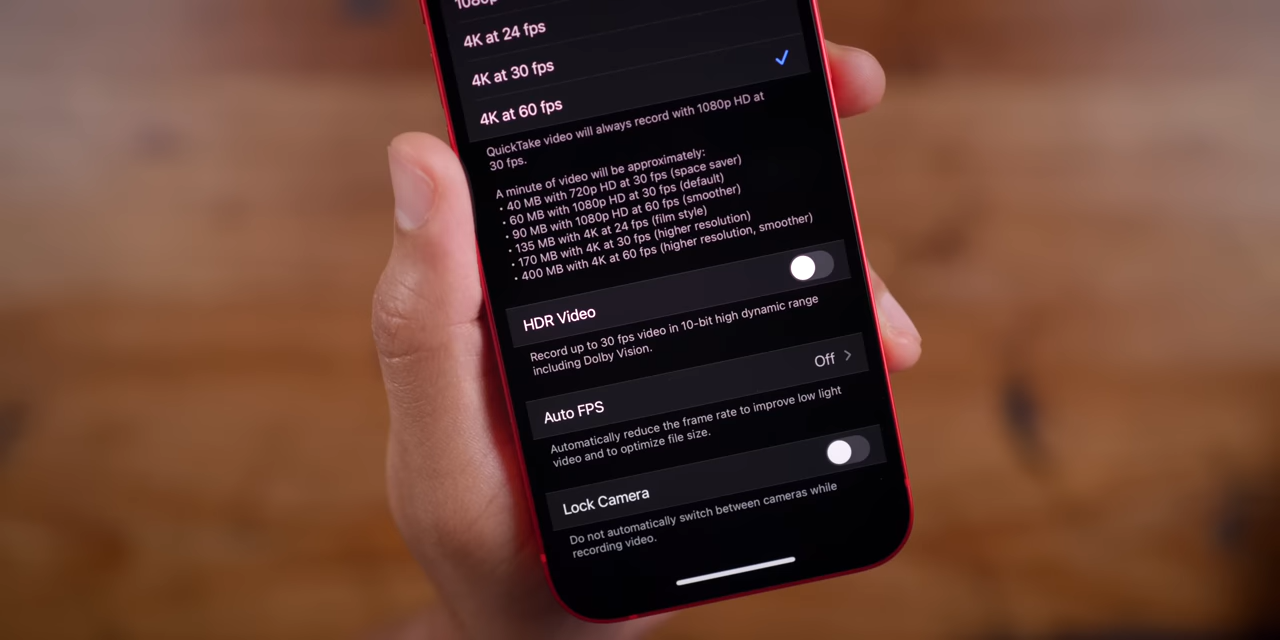 1080p
4K at 24 fps
4K at 30 fps
4K at 60 fps
QuickTake video will always record with 1080p HD at
30 fps.
A minute of video will be approximately:
• 40 MB with 720p HD at 30 fps (space saver)
• 60 MB with 1080p HD at 30 fps (default)
• 90 MB with 1080p HD at 60 fps (smoother)
• 135 MB with 4K at 24 fps (film style)
• 170 MB with 4K at 30 fps (higher resolution)
• 400 MB with 4K at 60 fps (higher resolution, smoother)
HDR Video
Record up to 30 fps video in 10-bit high dynamic range
including Dolby Vision.
Auto FPS Off
Automatically reduce the frame rate to improve low light
video and to optimize file size.
Lock Camera
Do not automatically switch between cameras while
recording video.